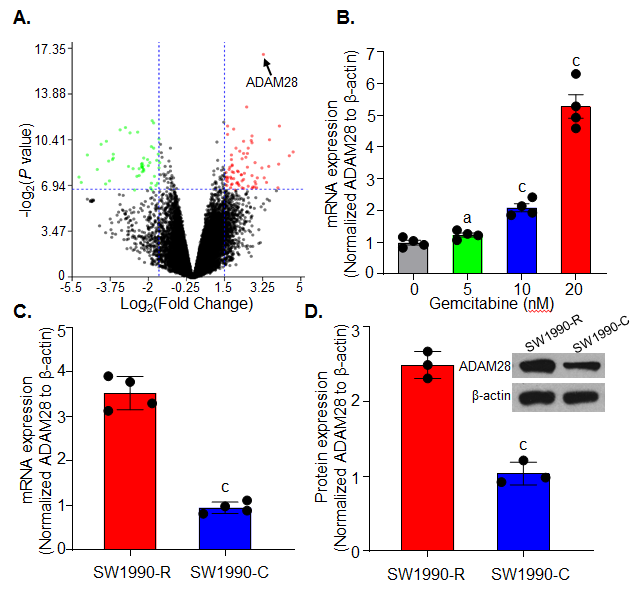 A.
17.35
13.88
10.41
6.94
3.47
0
-log2(P value)
ADAM28
-5.5
-3.75
-2
-0.25
1.5
3.25
5
Log2(Fold Change)
B.
7
6
5
4
3
2
1
0
mRNA expression
(Normalized ADAM28 to β-actin)
a
c
c
0
5
10
20
Gemcitabine (nM)
C.
5
4
3
2
1
0
mRNA expression
(Normalized ADAM28 to β-actin)
c
SW1990-R
SW1990-C
D.
3
2
1
0
Protein expression
(Normalized ADAM28 to β-actin)
SW1990-R
SW1990-C
ADAM28
β-actin
c
SW1990-R
SW1990-C